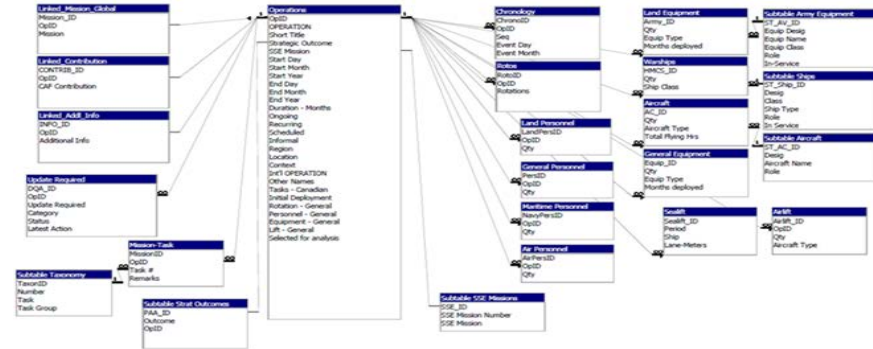 Linked_Mission_Global
Mission_ID
OpID
Mission
Linked_Contribution
CONTRIB_ID
OpID
CAF Contribution
Linked_Addl_Info
INFO_ID
OpID
Additional Info
Update Required
DQA_ID
OpID
Update Required
Category
Status
Latest Action
Mission-Task
MissionID
OpID
Task #
Remarks
Subtable Taxonomy
TaxonID
Number
Task
Task Group
Subtable Strat Outcomes
PAA_ID
Outcome
OpID
Operations
OpID
OPERATION
Short Title
Strategic Outcome
SSE Mission
Start Day
Start Month
Start Year
End Day
End Month
End Year
Duration - Months
Ongoing
Recurring
Scheduled
Informal
Region
Location
Context
Int'l OPERATION
Other Names
Tasks - Canadian
Initial Deployment
Rotation - General
Personnel - General
Equipment - General
Lift - General
Selected for analysis
Subtable SSE Missions
SSE_ID
SSE Mission Number
SSE Mission
Chronology
ChronoID
OpID
Seq
Event Day
Event Month
Rotos
RotoID
OpID
Rotations
Land Personnel
LandPersID
OpID
Qty
General Personnel
PersID
OpID
Qty
Maritime Personnel
NavyPersID
OpID
Qty
Air Personnel
AirPersID
OpID
Qty
Land Equipment
Army_ID
Qty
Equip Type
Months deployed
Warships
HMCS_ID
Qty
Ship Class
Aircraft
AC_ID
Qty
Aircraft Type
Total Flying Hrs
General Equipment
Equip_ID
Qty
Equip Type
Months deployed
Sealift
Sealift_ID
Period
Ship
Lane-Meters
Airlift
Airlift_ID
OpID
Qty
Aircraft Type
Subtable Army Equipment
ST_AV_ID
Equip Desig
Equip Name
Equip Class
Role
In-Service
Subtable Ships
ST_Ship_ID
Desig
Class
Ship Type
Role
In Service
Subtable Aircraft
ST_AC_ID
Desig
Aircraft Name
Role